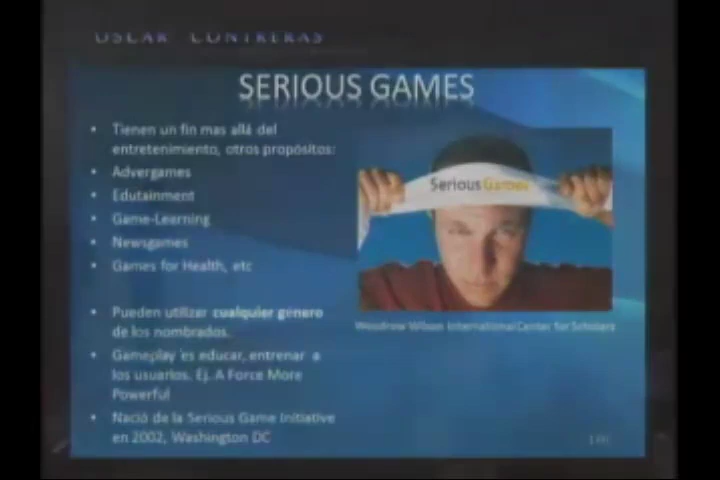 OSCAR CONTRERAS
SERIOUS GAMES
• Tienen un fin mas allá del
entretenimiento, otros propósitos:
• Advergames
• Edutainment
• Game-Learning
• Newsgames
• Games for Health, etc
SeriousGames
Woodrow Wilson International Center for Scholars
• Pueden utilizar cualquier género
de los nombrados.
• Gameplay es educar, entrenar a
los usuarios. Ej. A Force More
Powerful
• Nació de la Serious Game Initiative
en 2002, Washington DC